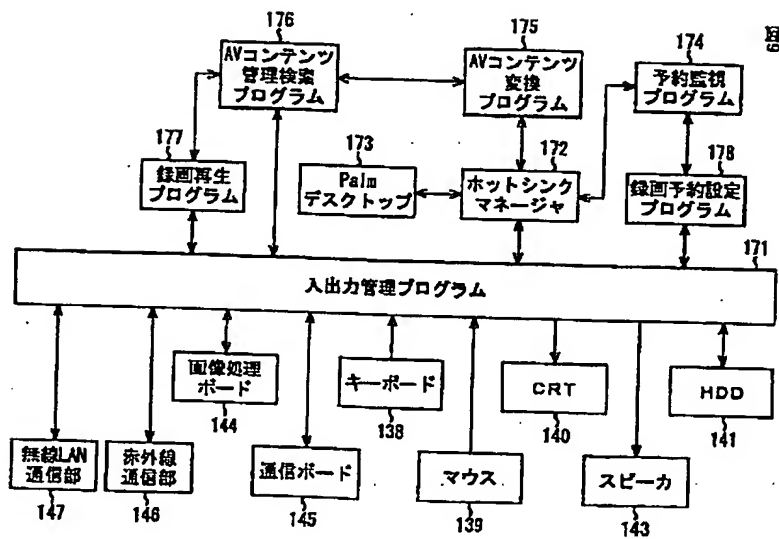 図9
176
AVコンテンツ
管理検索
プログラム
175
AVコンテンツ
変換
プログラム
174
予約監視
プログラム
177
録画再生
プログラム
173
Palm
デスクトップ
172
ホットシンク
マネージャ
178
録画予約設定
プログラム
171
入出力管理プログラム
画像処理
ボード
144
キーボード
138
CRT
140
HDD
141
無線LAN
通信部
147
赤外線
通信部
146
通信ボード
145
マウス
139
スピーカ
143